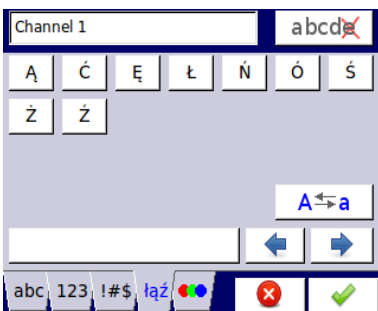 Channel 1
abcde
Ą Ć Ę Ł Ń Ó Ś
Ż Ź
A a
abc 123 !#$ łąź